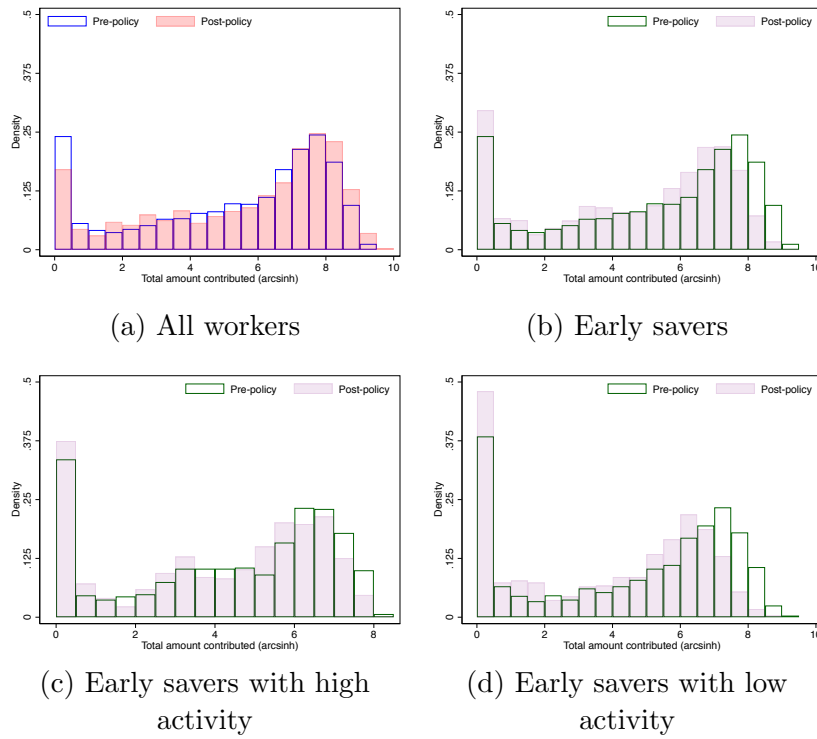 Pre-policy Post-policy
Density
.5
.375
.25
.125
0
0 2 4 6 8 10
Total amount contributed (arcsinh)
(a) All workers
Pre-policy Post-policy
Density
.5
.375
.25
.125
0
0 2 4 6 8 10
Total amount contributed (arcsinh)
(b) Early savers
Pre-policy Post-policy
Density
.5
.375
.25
.125
0
0 2 4 6 8
Total amount contributed (arcsinh)
(c) Early savers with high
activity
Pre-policy Post-policy
Density
.5
.375
.25
.125
0
0 2 4 6 8 10
Total amount contributed (arcsinh)
(d) Early savers with low
activity